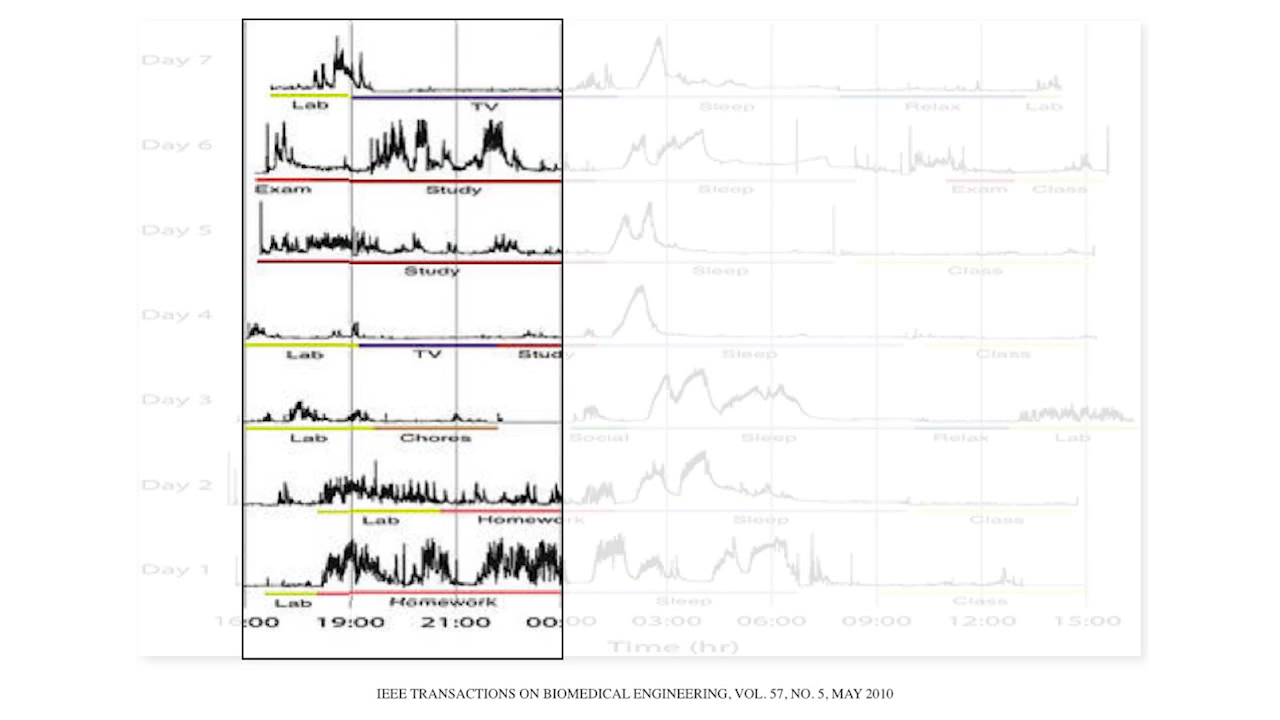 Day 7
Lab TV Sleep Relax Lab
Day 6
Exam Study Sleep Exam Class
Day 5
Study Sleep Class
Day 4
Lab TV Study Sleep Class
Day 3
Lab Chores Social Sleep Relax Lab
Day 2
Lab Homework Sleep Class
Day 1
Lab Homework Sleep Class
16:00 19:00 21:00 00:00 03:00 06:00 09:00 12:00 15:00
Time (hr)
IEEE TRANSACTIONS ON BIOMEDICAL ENGINEERING, VOL. 57, NO. 5, MAY 2010